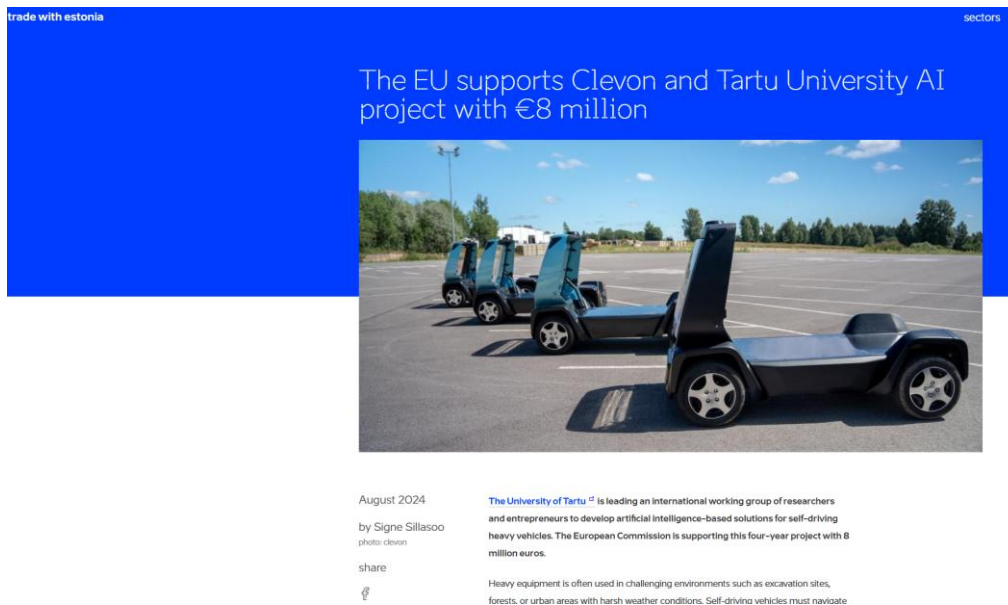 trade with estonia
sectors
The EU supports Clevon and Tartu University AI
project with €8 million
August 2024
by Signe Sillasoo
photo: clevon
share
The University of Tartu is leading an international working group of researchers
and entrepreneurs to develop artificial intelligence-based solutions for self-driving
heavy vehicles. The European Commission is supporting this four-year project with 8
million euros.
Heavy equipment is often used in challenging environments such as excavation sites,
forests, or urban areas with harsh weather conditions. Self-driving vehicles must navigate